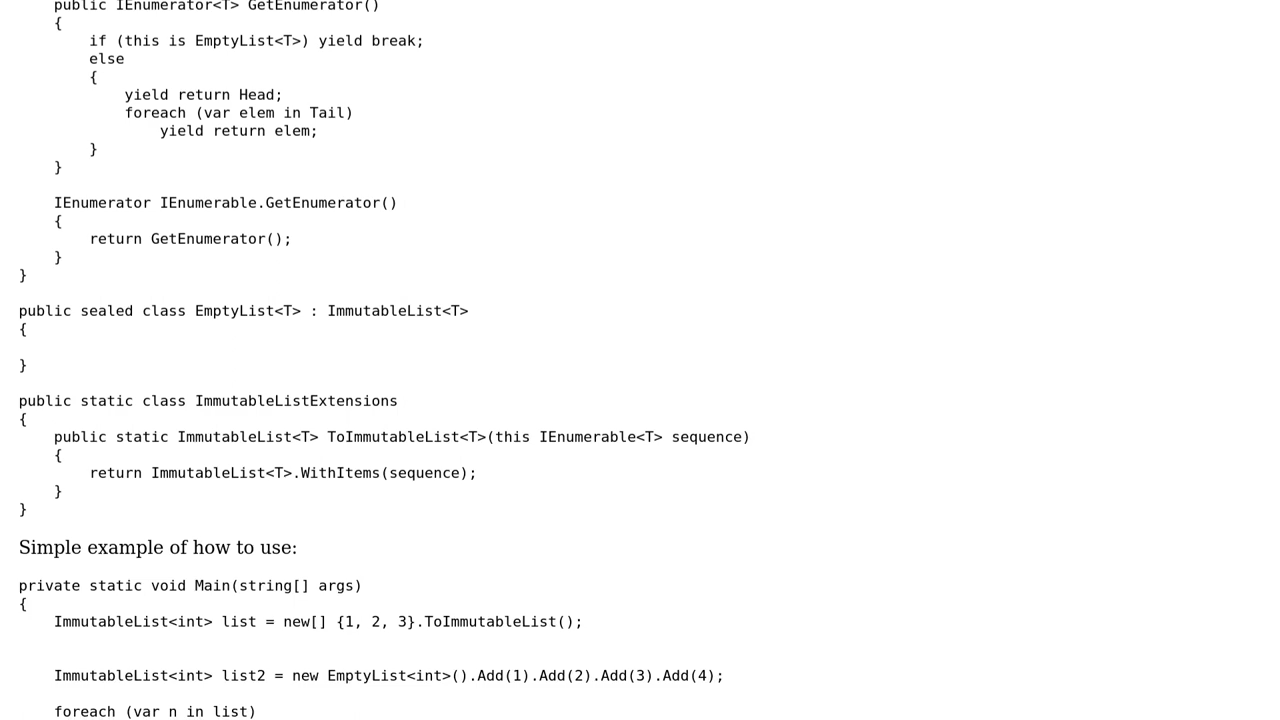 public IEnumerator<T> GetEnumerator()
{
if (this is EmptyList<T>) yield break;
else
{
yield return Head;
foreach (var elem in Tail)
yield return elem;
}
}
IEnumerator IEnumerable.GetEnumerator()
{
return GetEnumerator();
}
}
public sealed class EmptyList<T> : ImmutableList<T>
{
}
public static class ImmutableListExtensions
{
public static ImmutableList<T> ToImmutableList<T>(this IEnumerable<T> sequence)
{
return ImmutableList<T>.WithItems(sequence);
}
}
Simple example of how to use:
private static void Main(string[] args)
{
ImmutableList<int> list = new[] {1, 2, 3}.ToImmutableList();
ImmutableList<int> list2 = new EmptyList<int>().Add(1).Add(2).Add(3).Add(4);
foreach (var n in list)